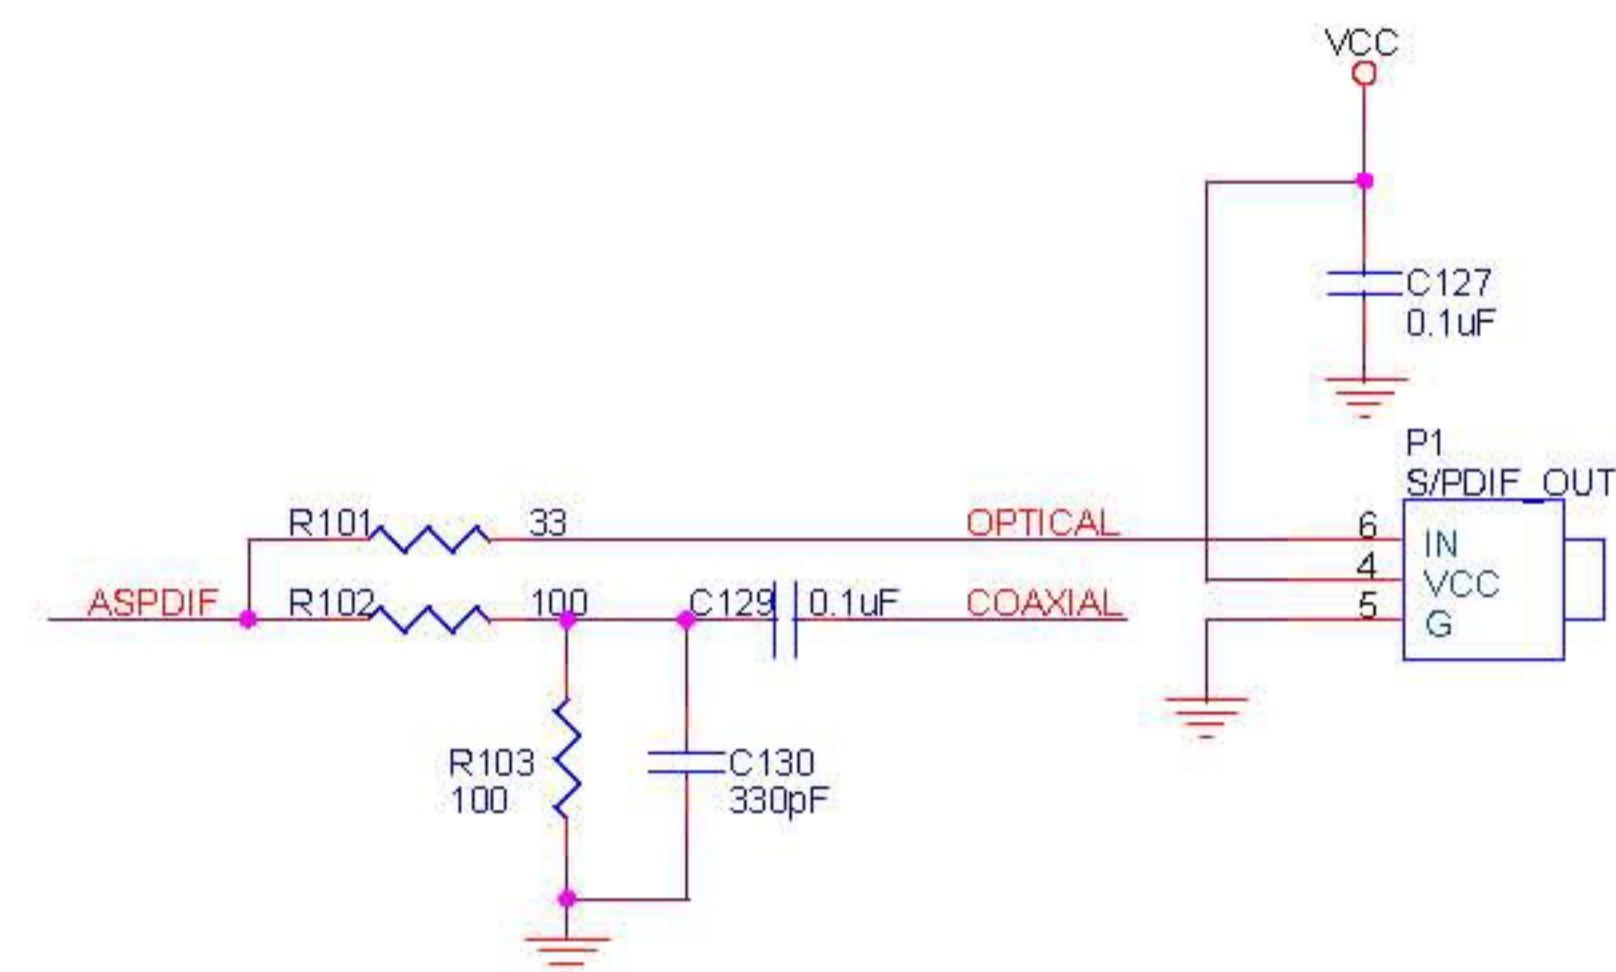 VCC
C127
0.1uF
P1
S/PDIF_OUT
R101 33 OPTICAL 6 IN
4 VCC
ASPDIF R102 100 C129 0.1uF COAXIAL 5 G
R103 C130
100 330pF